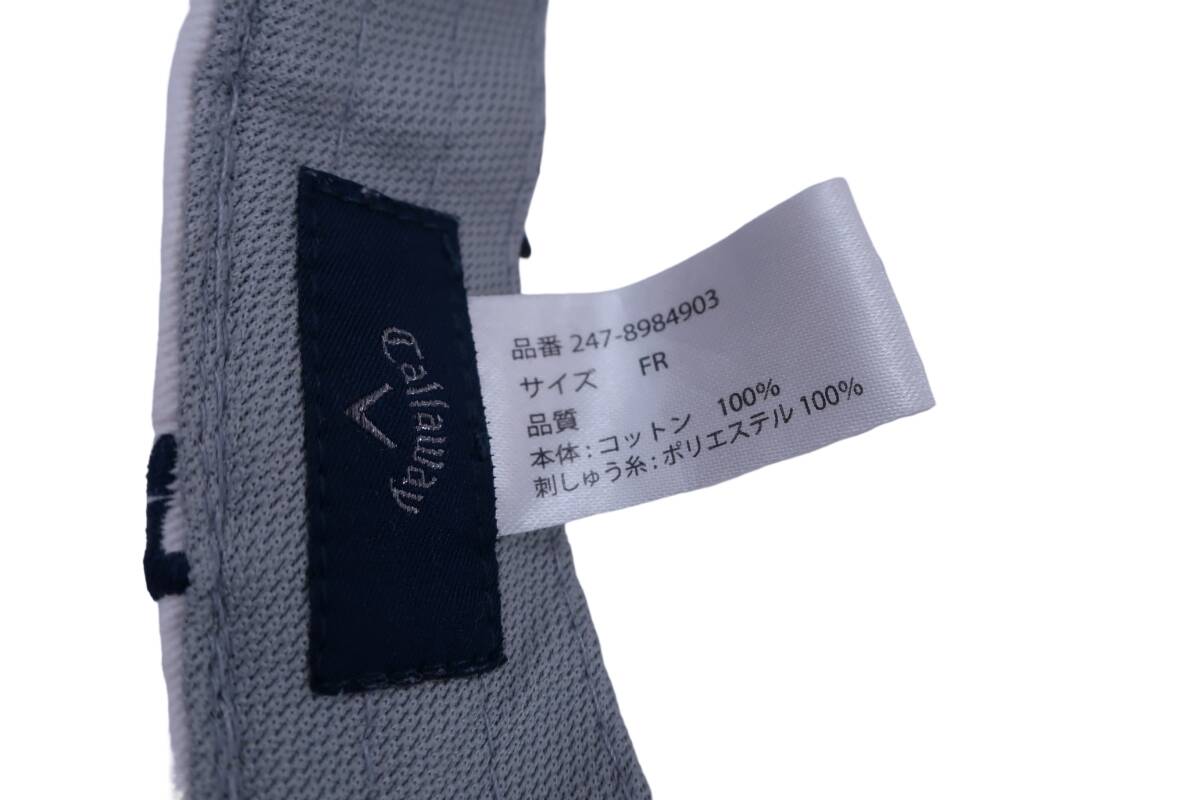 Callaway
品番 247-8984903
サイズ FR
品質
本体 : コットン 100%
刺しゅう糸 : ポリエステル 100%